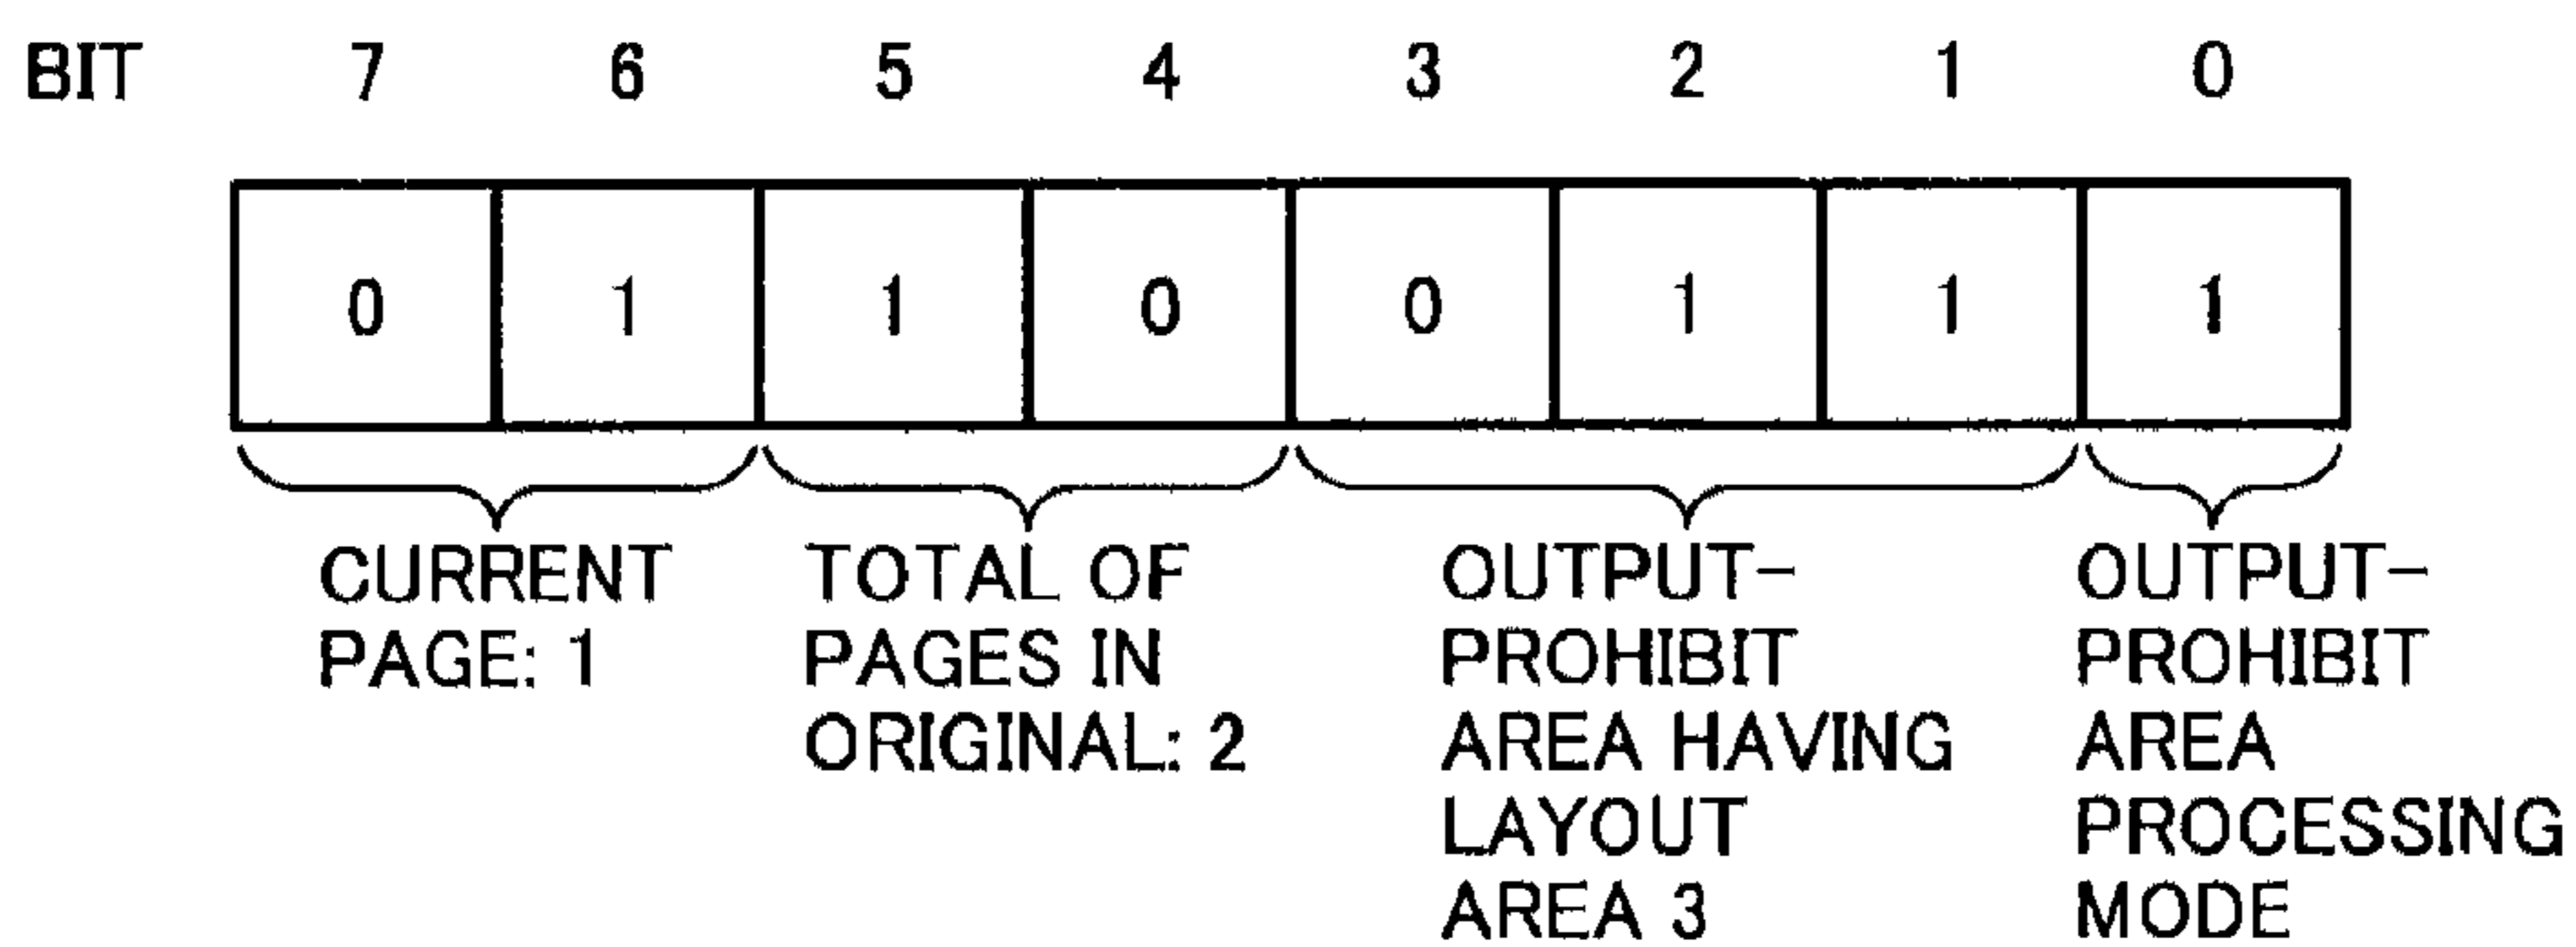 BIT 7 6 5 4 3 2 1 0
0 1 1 0 0 1 1 1
CURRENT
PAGE: 1
TOTAL OF
PAGES IN
ORIGINAL: 2
OUTPUT-
PROHIBIT
AREA HAVING
LAYOUT
AREA 3
OUTPUT-
PROHIBIT
AREA
PROCESSING
MODE